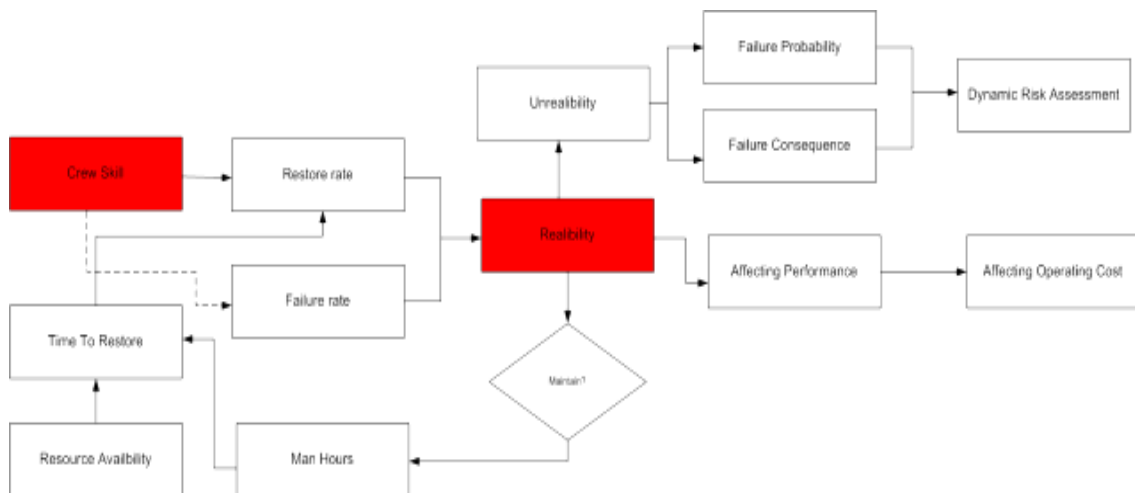 Failure Probability
Unrealibility
Dynamic Risk Assessment
Failure Consequence
Crew Skill
Restore rate
Realibility
Affecting Performance
Affecting Operating Cost
Failure rate
Time To Restore
Maintain?
Resource Availbility
Man Hours